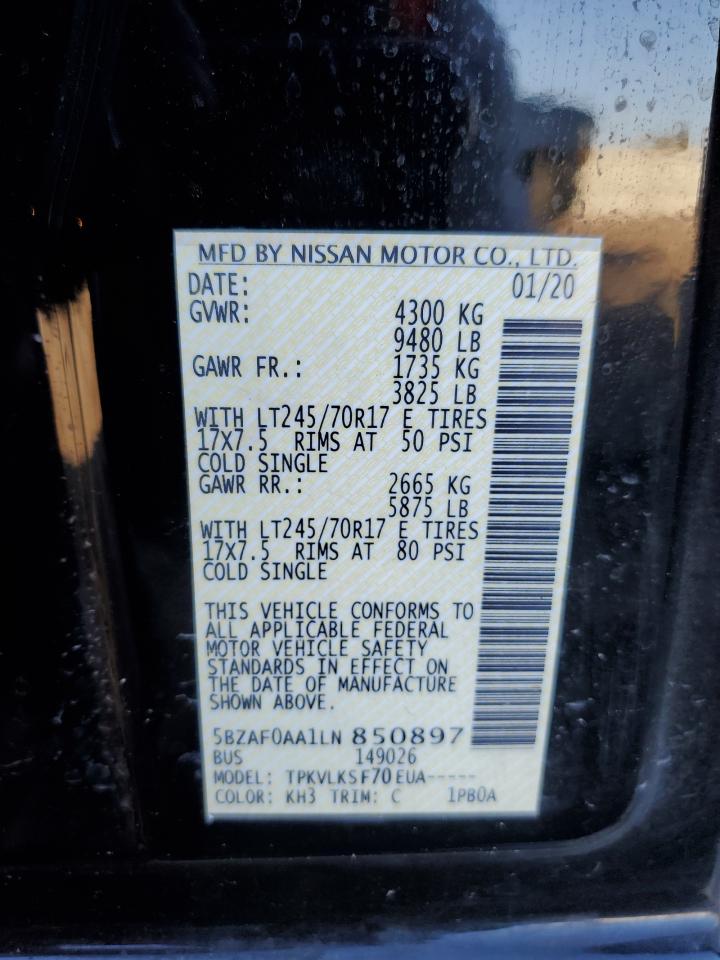 MFD BY NISSAN MOTOR CO., LTD.
DATE: 01/20
GVWR: 4300 KG
9480 LB
GAWR FR.: 1735 KG
3825 LB
WITH LT245/70R17 E TIRES
17X7.5 RIMS AT 50 PSI
COLD SINGLE
GAWR RR.: 2665 KG
5875 LB
WITH LT245/70R17 E TIRES
17X7.5 RIMS AT 80 PSI
COLD SINGLE
THIS VEHICLE CONFORMS TO
ALL APPLICABLE FEDERAL
MOTOR VEHICLE SAFETY
STANDARDS IN EFFECT ON
THE DATE OF MANUFACTURE
SHOWN ABOVE.
5BZAF0AA1LN 850897
BUS 149026
MODEL: TPKVLKSF70EUA-----
COLOR: KH3 TRIM: C 1PB0A